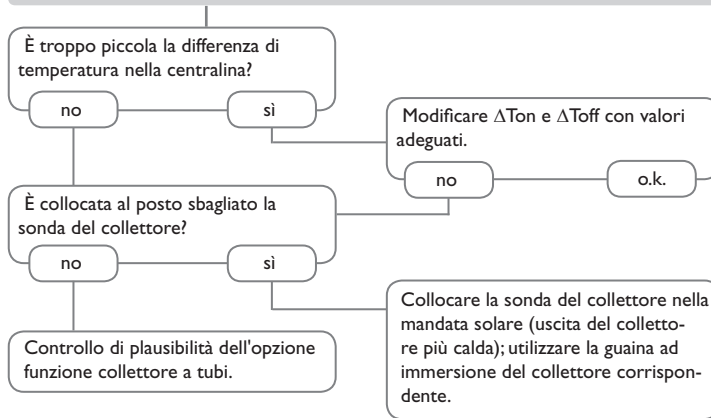 È troppo piccola la differenza di
temperatura nella centralina?
no
sì
Modificare ΔTon e ΔToff con valori
adeguati.
no
o.k.
È collocata al posto sbagliato la
sonda del collettore?
no
sì
Collocare la sonda del collettore nella
mandata solare (uscita del colletto-
re più calda); utilizzare la guaina ad
immersione del collettore corrispon-
dente.
Controllo di plausibilità dell'opzione
funzione collettore a tubi.